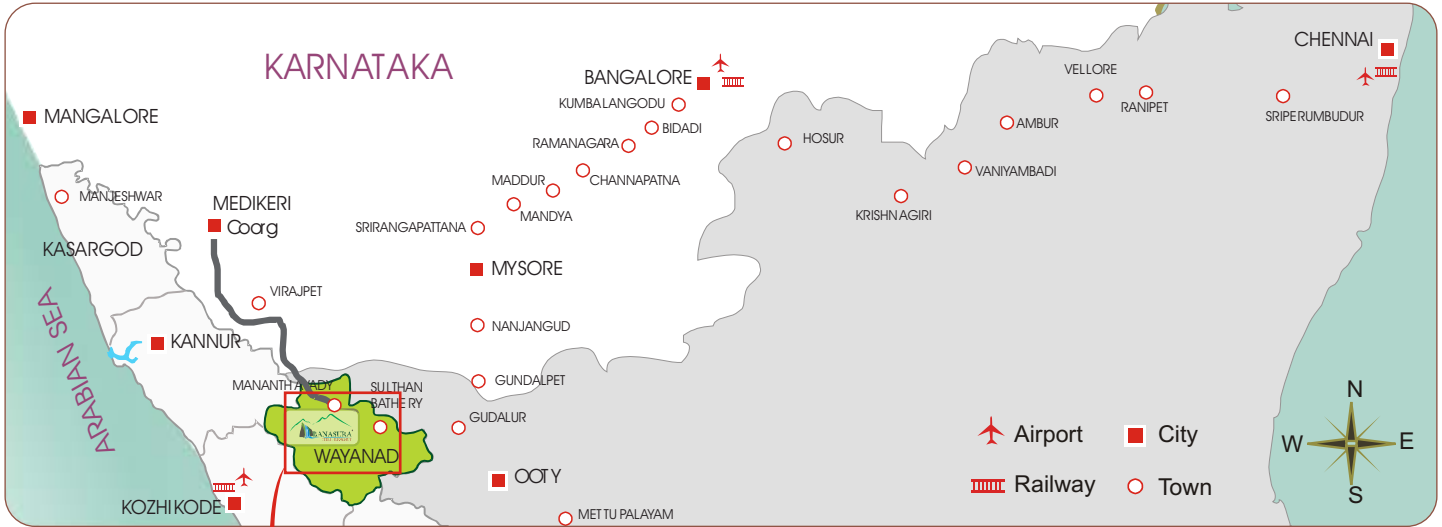 CHENNAI
KARNATAKA
VELLORE
BANGALORE
KUMBALANGODU
RANIPET
MANGALORE
SRIPERUMBUDUR
AMBUR
BIDADI
HOSUR
RAMANAGARA
VANIYAMBADI
MADDUR
CHANNAPATNA
MANJESHWAR
MEDIKERI
Coorg
MANDYA
KRISHNAGIRI
SRIRANGAPATTANA
KASARGOD
MYSORE
VIRAJPET
ARABIAN SEA
NANJANGUD
KANNUR
GUNDALPET
MANANTHAVADY
SULTHAN
BATHERY
GUDALUR
BANASURA
WAYANAD
OOTY
KOZHIKODE
METTUPALAYAM
Airport
City
Railway
Town
N
W
E
S